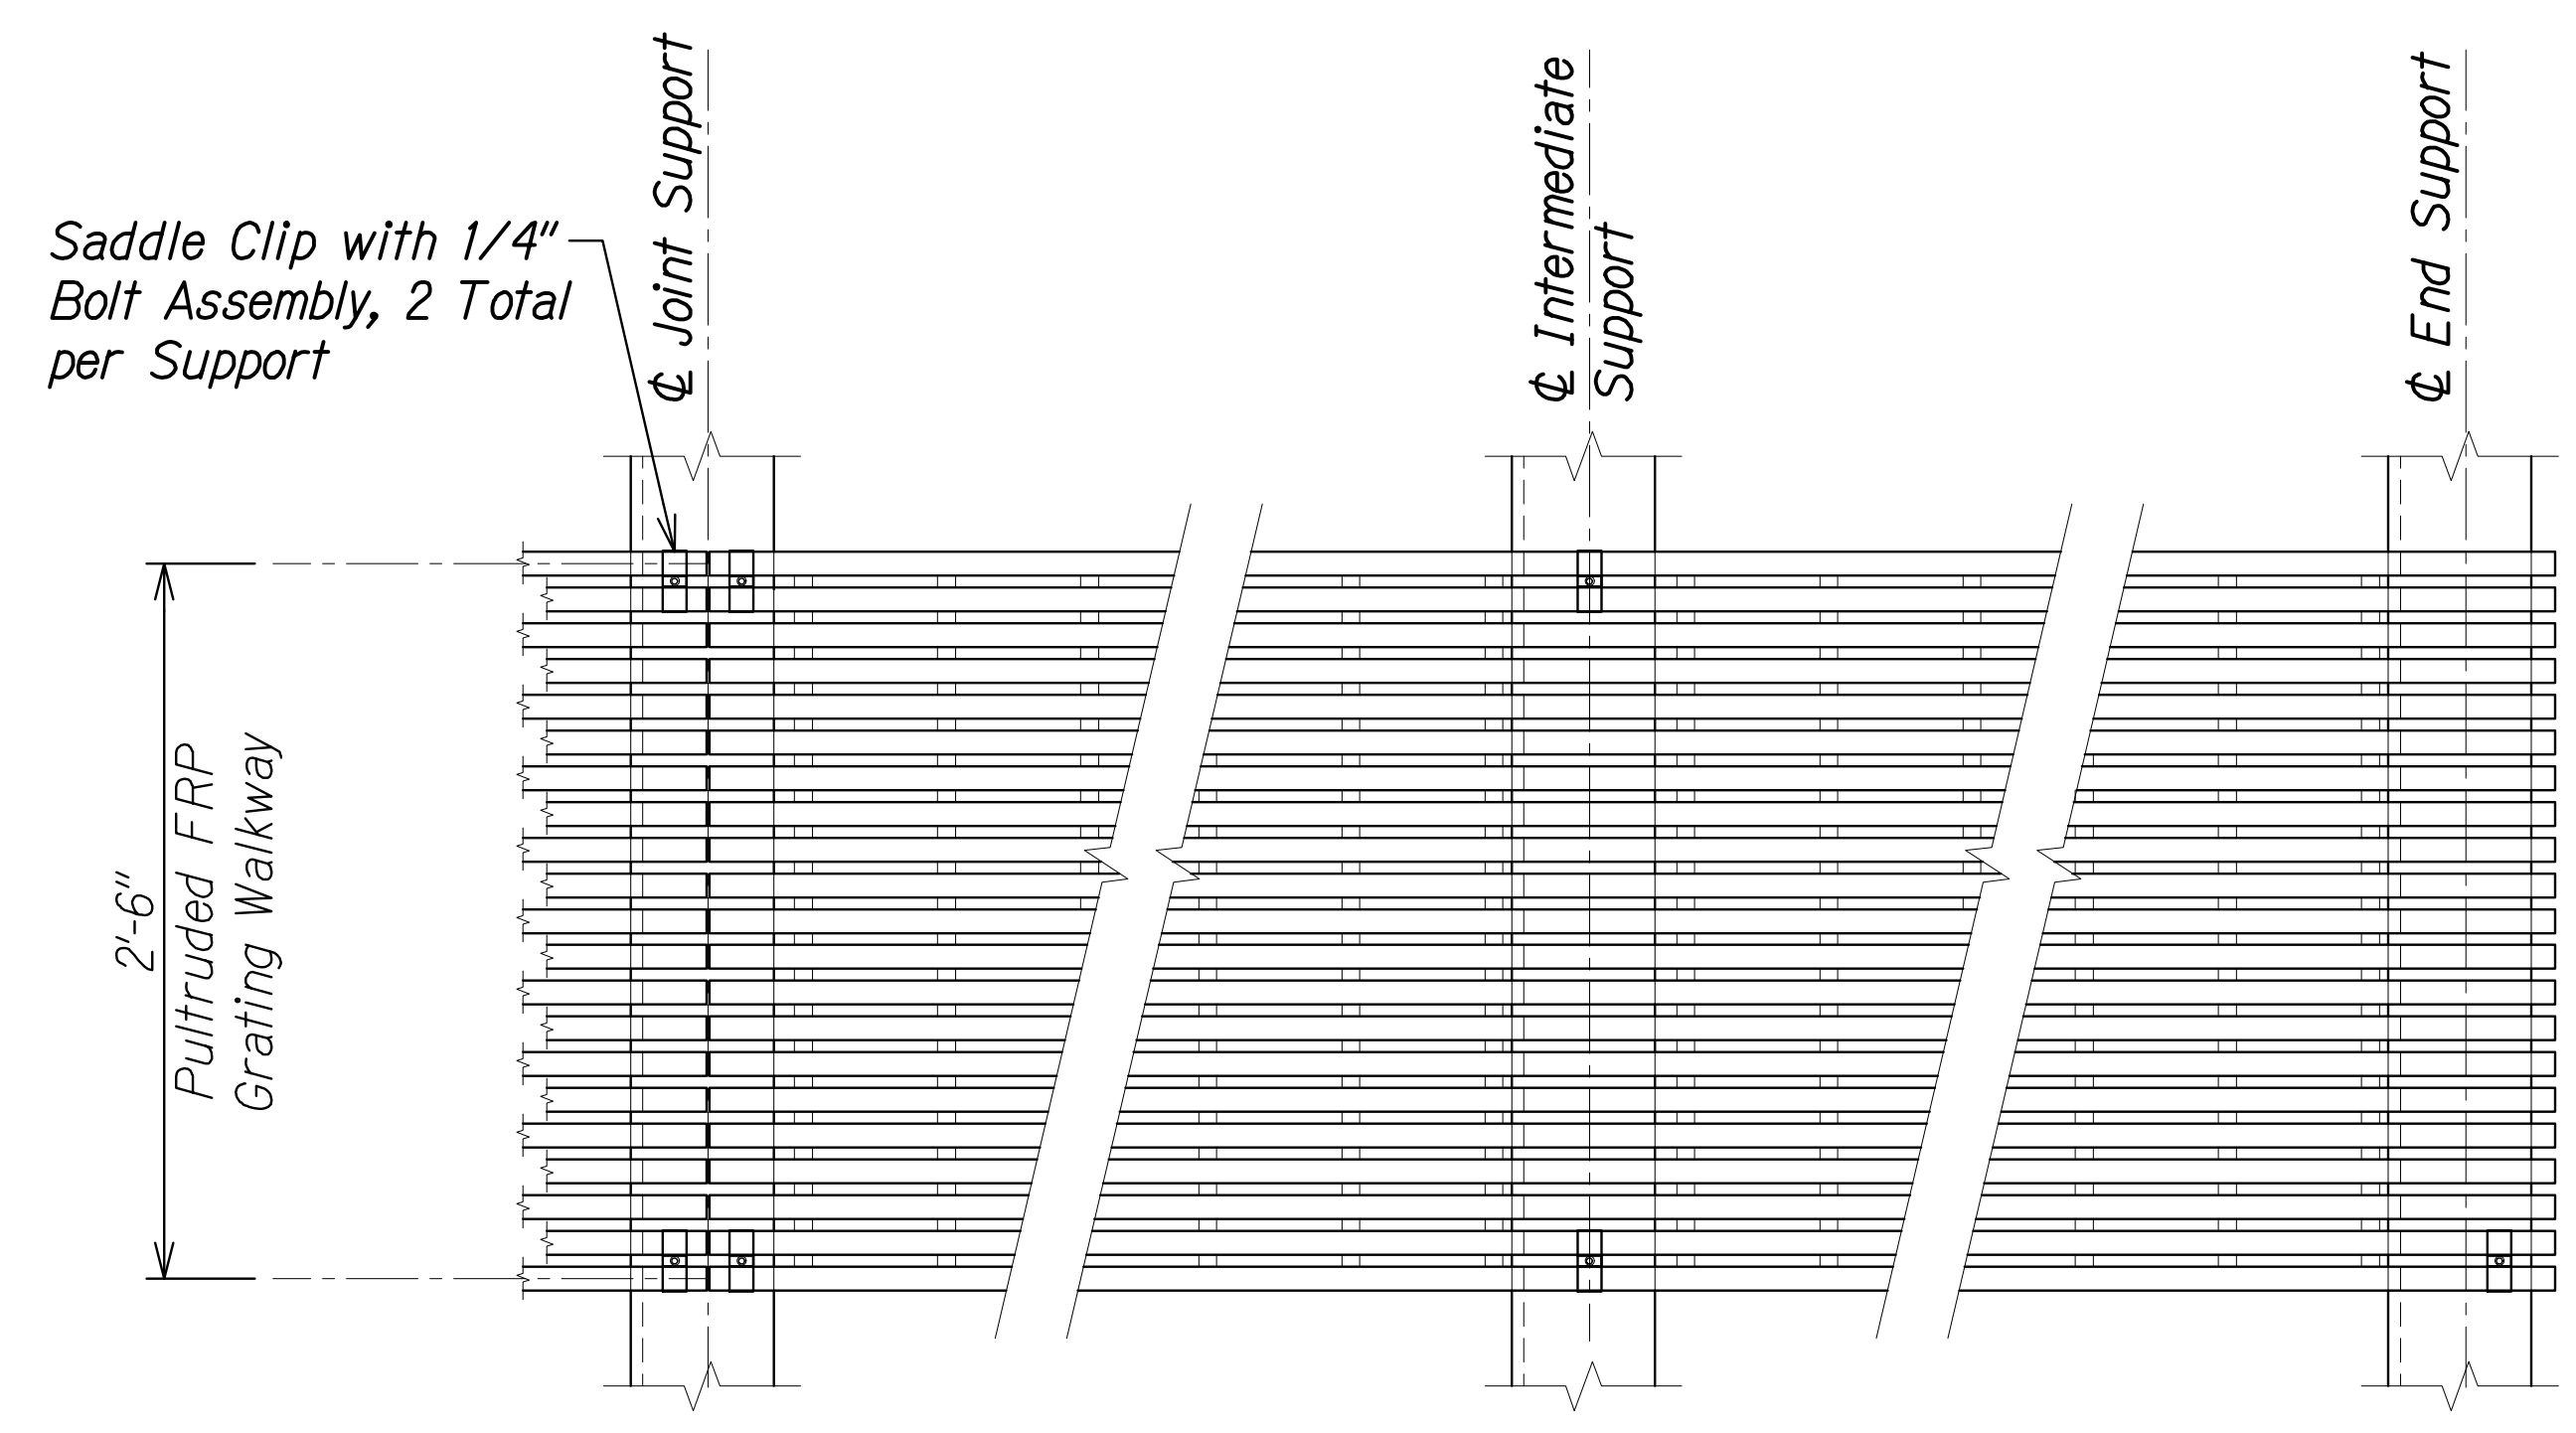 Saddle Clip with 1/4"
Bolt Assembly, 2 Total
per Support
℄ Joint Support
℄ Intermediate
Support
℄ End Support
2'-6"
Pultruded FRP
Grating Walkway